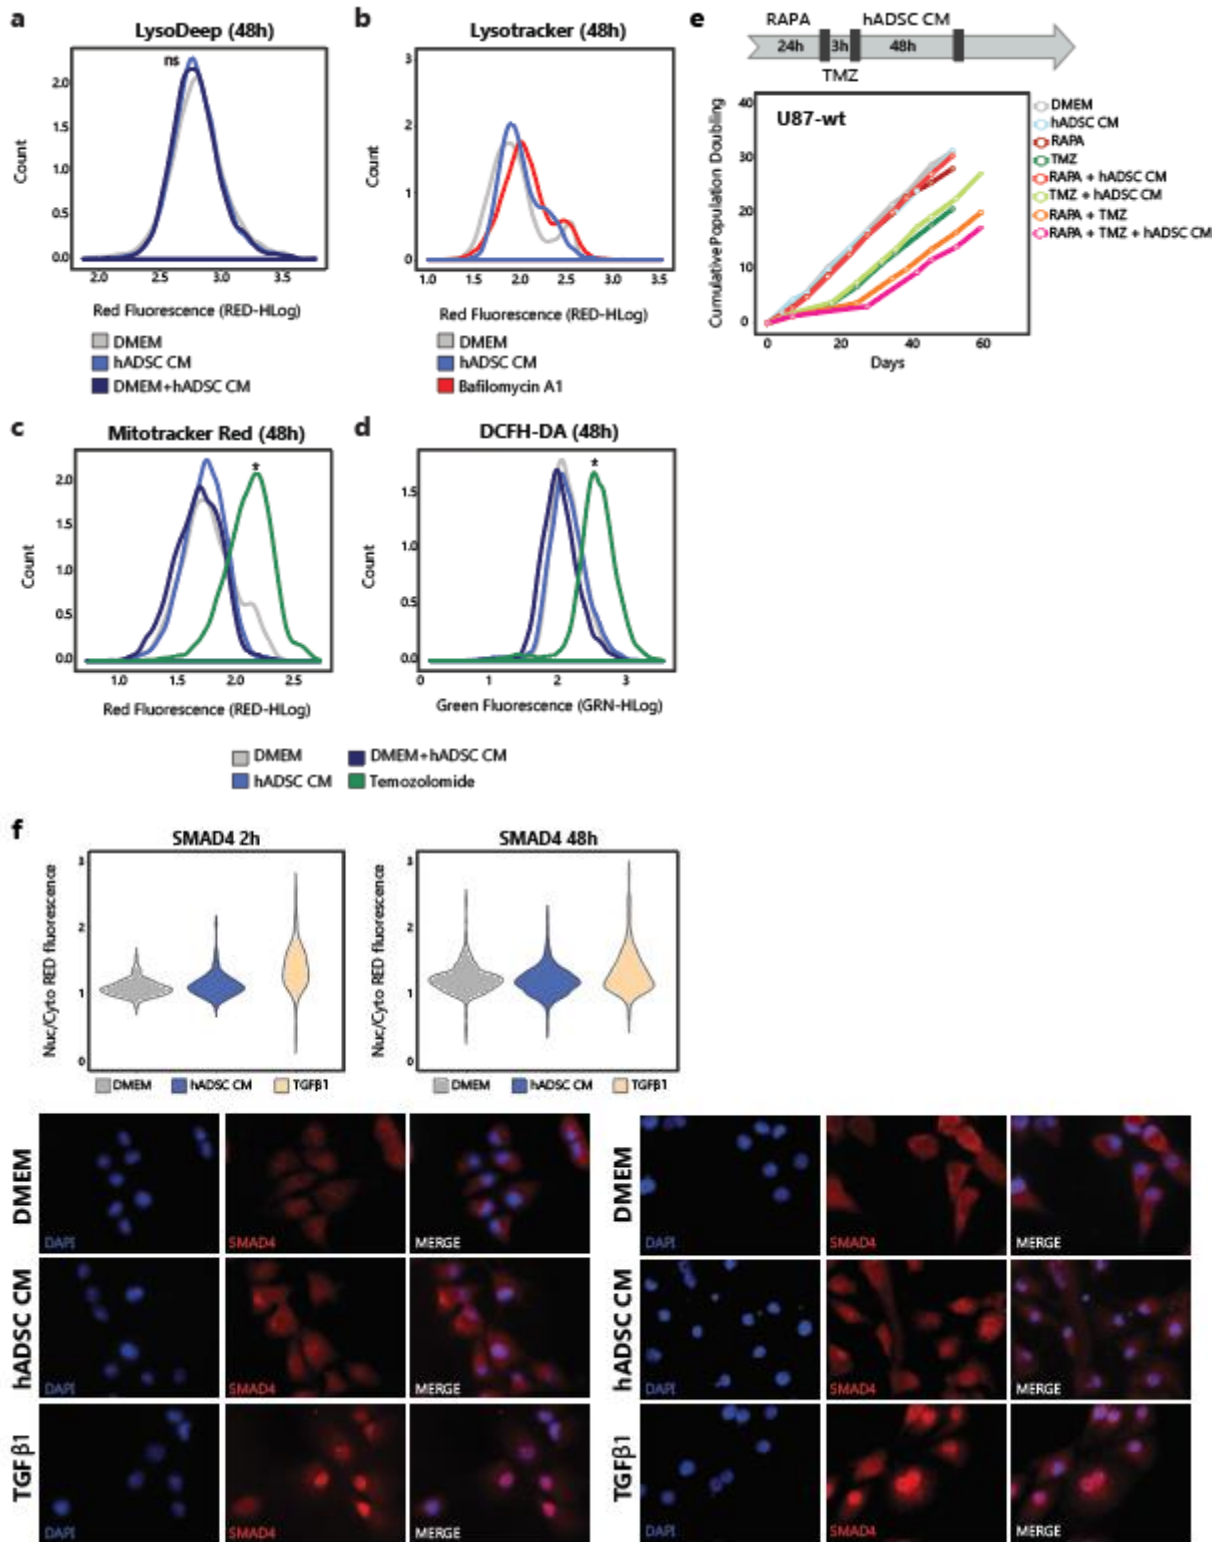 a
LysoDeep (48h)
ns
2.0
1.5
1.0
0.5
0.0
Count
2.0 2.5 3.0 3.5
Red Fluorescence (RED-HLog)
DMEM
hADSC CM
DMEM+hADSC CM
b
Lysotracker (48h)
3
2
1
0
Count
1.0 1.5 2.0 2.5 3.0 3.5
Red Fluorescence (RED-HLog)
DMEM
hADSC CM
Bafilomycin A1
e
RAPA hADSC CM
24h 3h 48h
TMZ
U87-wt
40
30
20
10
0
Cumulative Population Doubling
0 20 40 60
Days
DMEM
hADSC CM
RAPA
TMZ
RAPA + hADSC CM
TMZ + hADSC CM
RAPA + TMZ
RAPA + TMZ + hADSC CM
c
Mitotracker Red (48h)
*
2.0
1.5
1.0
0.5
0.0
Count
1.0 1.5 2.0 2.5
Red Fluorescence (RED-HLog)
d
DCFH-DA (48h)
*
1.5
1.0
0.5
0.0
Count
0 1 2 3
Green Fluorescence (GRN-HLog)
DMEM DMEM+hADSC CM
hADSC CM Temozolomide
f
SMAD4 2h
3
2
1
0
Nuc/Cyto RED fluorescence
DMEM hADSC CM TGFβ1
SMAD4 48h
3
2
1
0
Nuc/Cyto RED fluorescence
DMEM hADSC CM TGFβ1
DMEM
DAPI SMAD4 MERGE
DMEM
DAPI SMAD4 MERGE
hADSC CM
DAPI SMAD4 MERGE
hADSC CM
DAPI SMAD4 MERGE
TGFβ1
DAPI SMAD4 MERGE
TGFβ1
DAPI SMAD4 MERGE